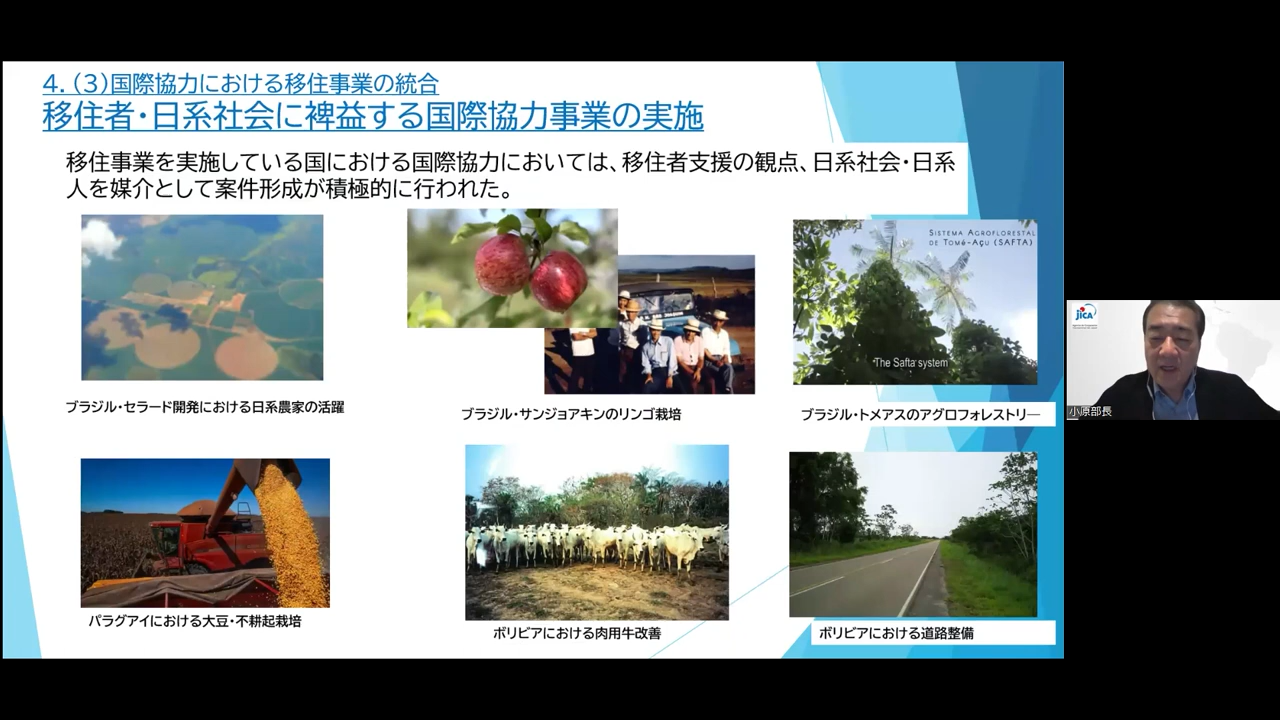 4．（3）国際協力における移住事業の統合
移住者・日系社会に裨益する国際協力事業の実施
移住事業を実施している国における国際協力においては、移住者支援の観点、日系社会・日系
人を媒介として案件形成が積極的に行われた。
SISTEMA AGROFLORESTAL
DE TOMÉ-AÇU (SAFTA)
The Safta system
ブラジル・セラード開発における日系農家の活躍
ブラジル・サンジョアキンのリンゴ栽培
ブラジル・トメアスのアグロフォレストリ―
パラグアイにおける大豆・不耕起栽培
ボリビアにおける肉用牛改善
ボリビアにおける道路整備
JICA
小原部長